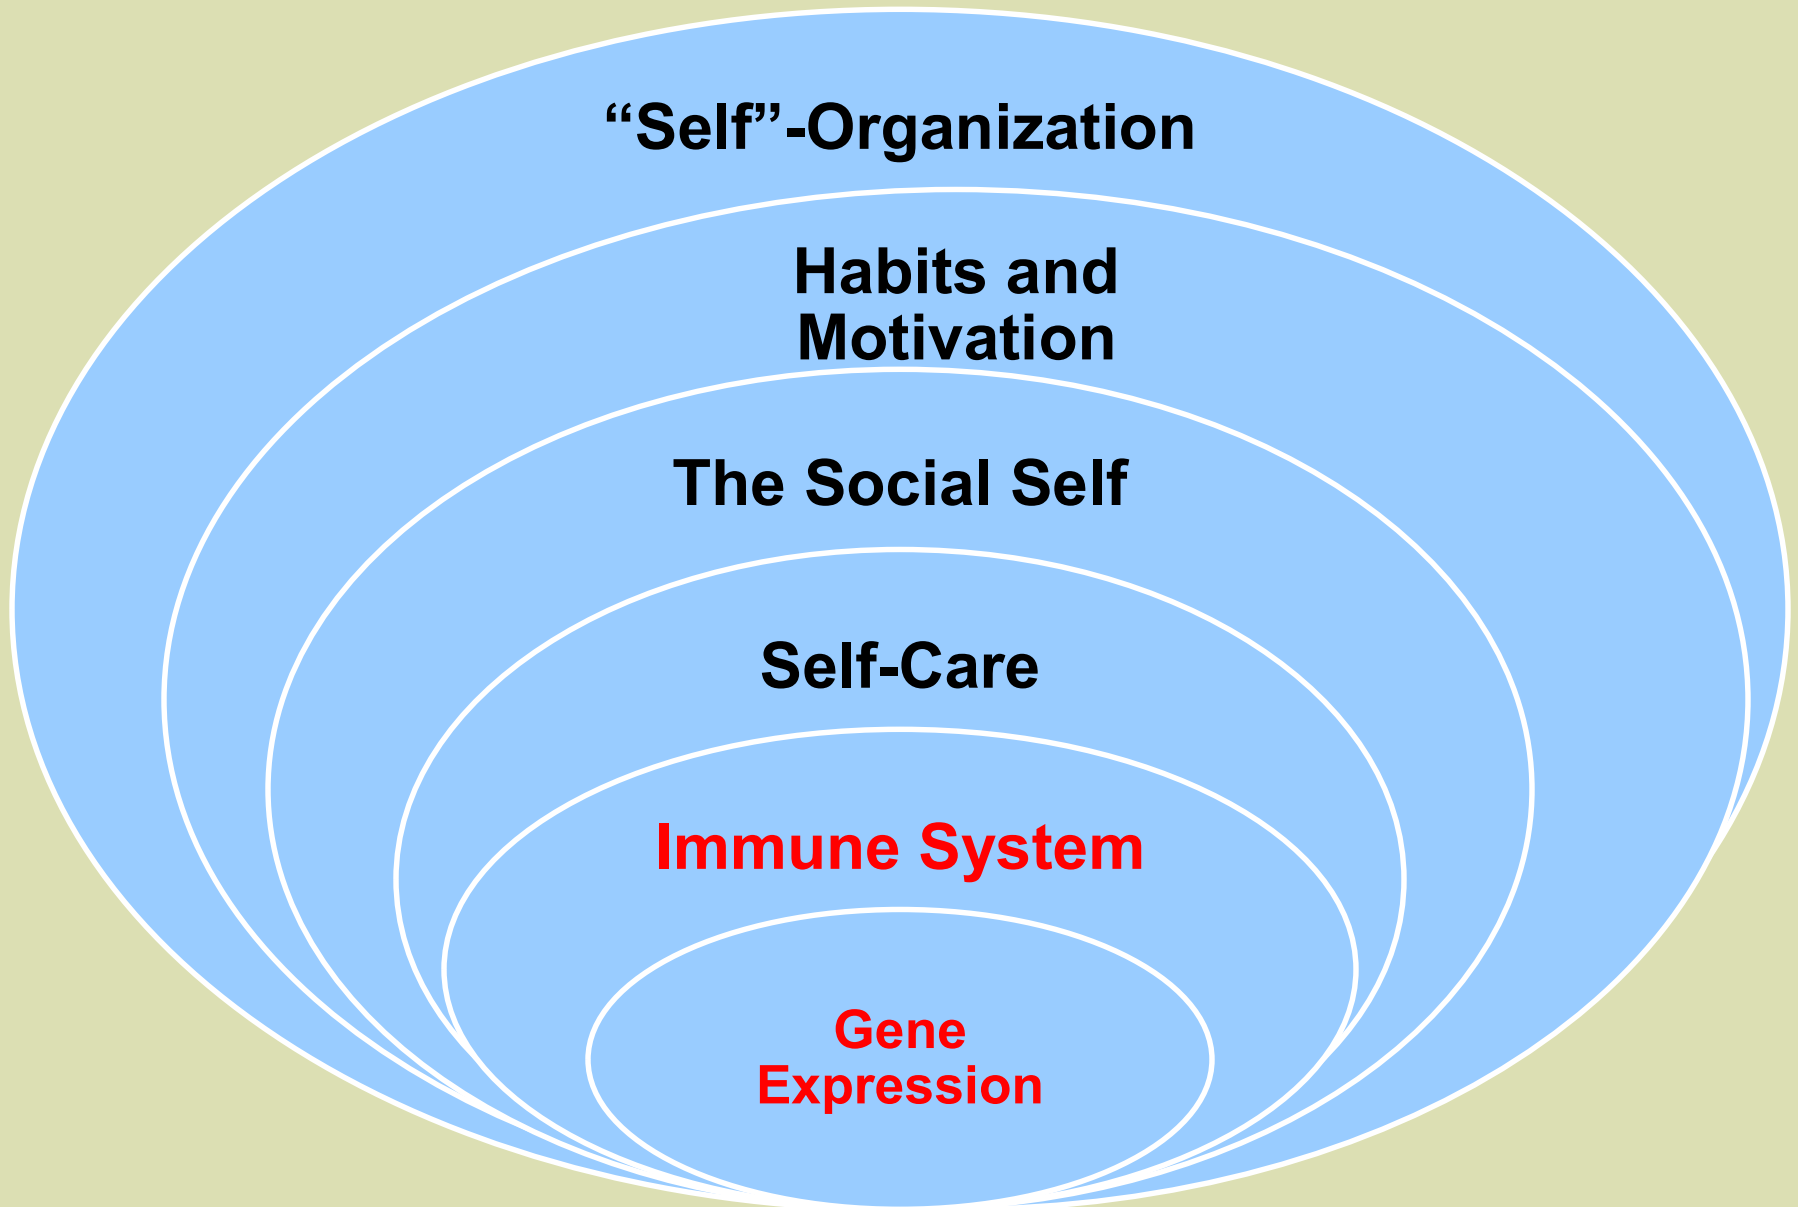 “Self”-Organization
Habits and
Motivation
The Social Self
Self-Care
Immune System
Gene
Expression